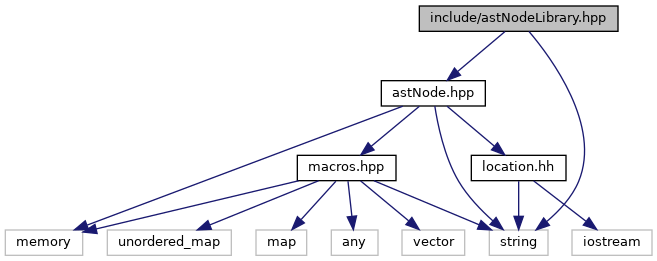 include/astNodeLibrary.hpp
astNode.hpp
macros.hpp
location.hh
memory
unordered_map
map
any
vector
string
iostream